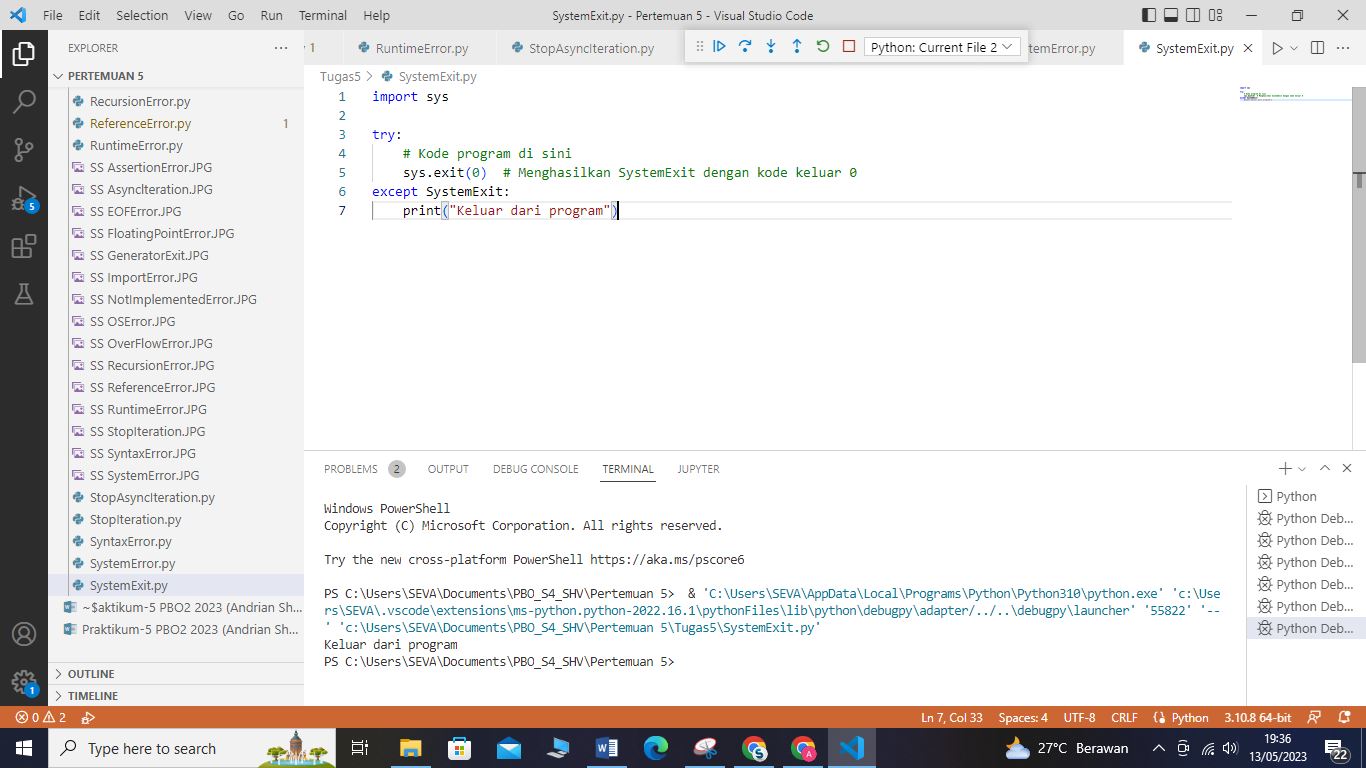 File Edit Selection View Go Run Terminal Help SystemExit.py - Pertemuan 5 - Visual Studio Code
EXPLORER
PERTEMUAN 5
RecursionError.py
ReferenceError.py 1
RuntimeError.py
SS AssertionError.JPG
SS AsyncIteration.JPG
SS EOFError.JPG
SS FloatingPointError.JPG
SS GeneratorExit.JPG
SS ImportError.JPG
SS NotImplementedError.JPG
SS OSError.JPG
SS OverFlowError.JPG
SS RecursionError.JPG
SS ReferenceError.JPG
SS RuntimeError.JPG
SS StopIteration.JPG
SS SyntaxError.JPG
SS SystemError.JPG
StopAsyncIteration.py
StopIteration.py
SyntaxError.py
SystemError.py
SystemExit.py
~$aktikum-5 PBO2 2023 (Andrian Sh...
Praktikum-5 PBO2 2023 (Andrian Sh...
OUTLINE
TIMELINE
5
1
1 RuntimeError.py StopAsyncIteration.py Python: Current File 2 temError.py SystemExit.py
Tugas5 > SystemExit.py
1 import sys
2
3 try:
4 # Kode program di sini
5 sys.exit(0) # Menghasilkan SystemExit dengan kode keluar 0
6 except SystemExit:
7 print("Keluar dari program")
PROBLEMS 2 OUTPUT DEBUG CONSOLE TERMINAL JUPYTER
Windows PowerShell
Copyright (C) Microsoft Corporation. All rights reserved.
Try the new cross-platform PowerShell https://aka.ms/pscore6
PS C:\Users\SEVA\Documents\PBO_S4_SHV\Pertemuan 5> & 'C:\Users\SEVA\AppData\Local\Programs\Python\Python310\python.exe' 'c:\Use
rs\SEVA\.vscode\extensions\ms-python.python-2022.16.1\pythonFiles\lib\python\debugpy\adapter/../..\debugpy\launcher' '55822' '--
' 'c:\Users\SEVA\Documents\PBO_S4_SHV\Pertemuan 5\Tugas5\SystemExit.py'
Keluar dari program
PS C:\Users\SEVA\Documents\PBO_S4_SHV\Pertemuan 5>
Python
Python Deb...
Python Deb...
Python Deb...
Python Deb...
Python Deb...
Python Deb...
0 2 Ln 7, Col 33 Spaces: 4 UTF-8 CRLF Python 3.10.8 64-bit
Type here to search 27°C Berawan 19:36
13/05/2023 22